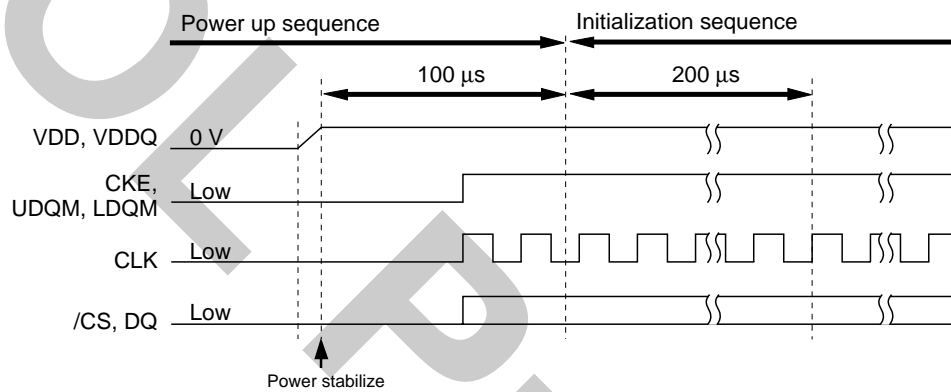 Power up sequence
Initialization sequence
100 μs
200 μs
VDD, VDDQ
0 V
CKE,
UDQM, LDQM
Low
CLK
Low
/CS, DQ
Low
Power stabilize